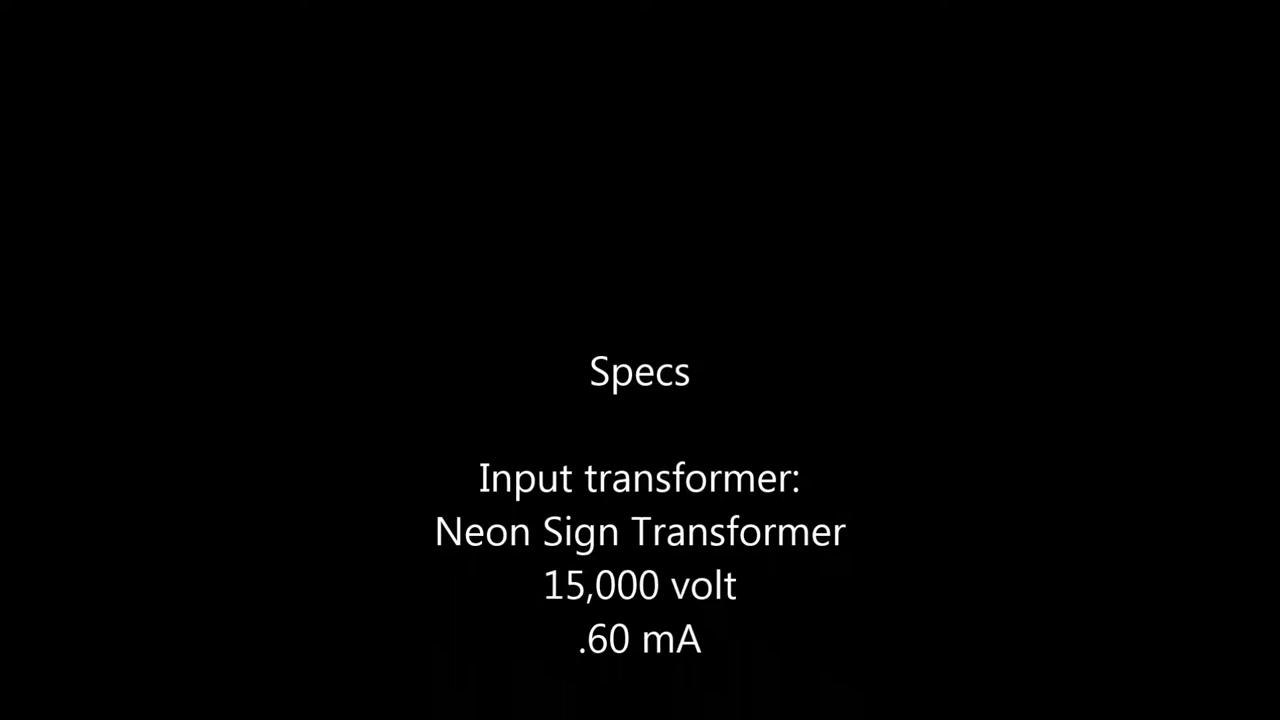 Specs
Input transformer:
Neon Sign Transformer
15,000 volt
.60 mA